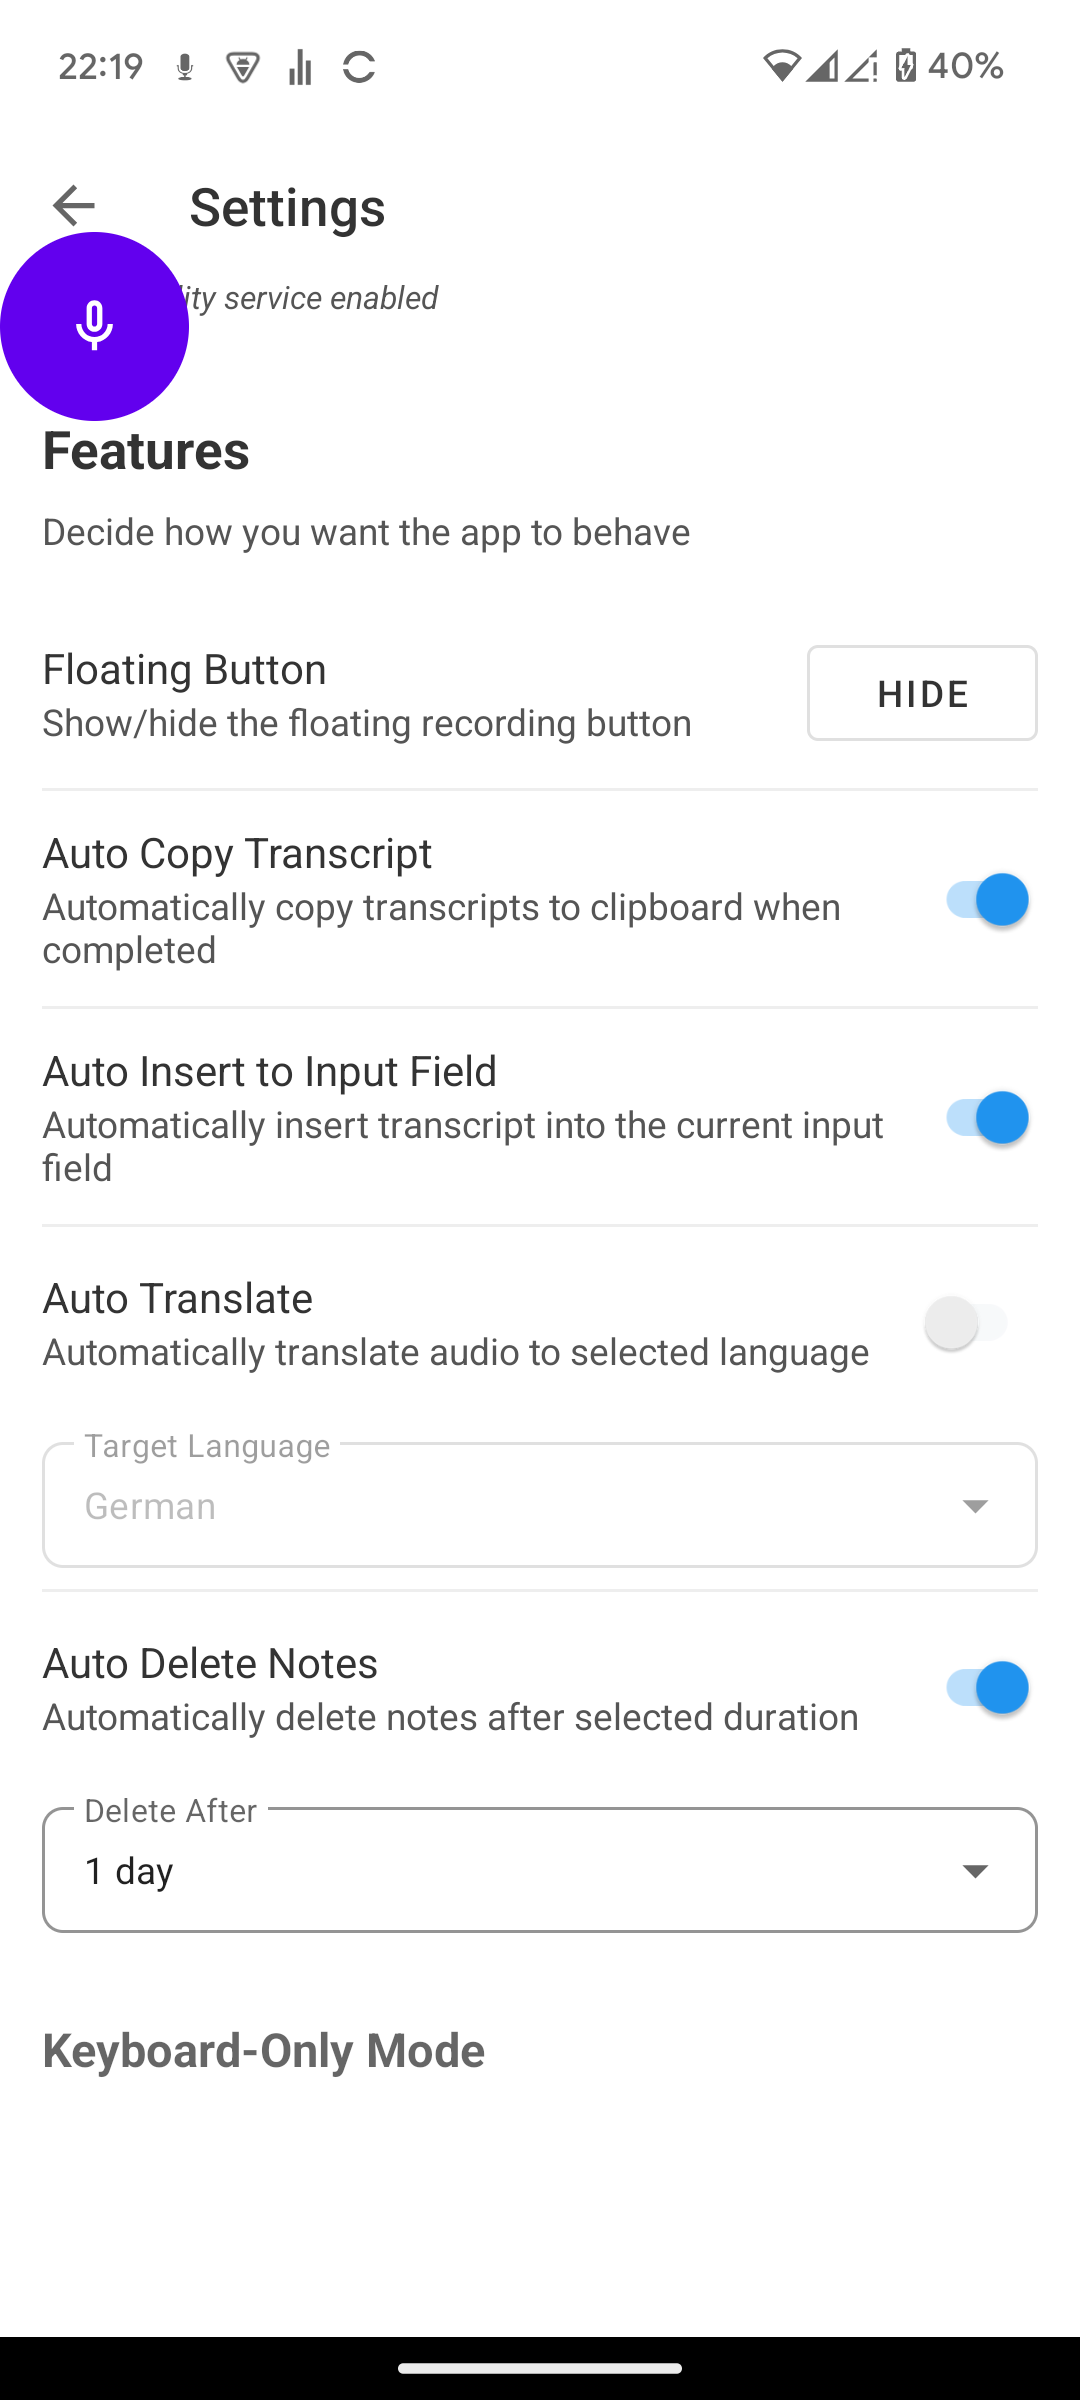 22:19
40%
Settings
ity service enabled
Features
Decide how you want the app to behave
Floating Button
HIDE
Show/hide the floating recording button
Auto Copy Transcript
Automatically copy transcripts to clipboard when
completed
Auto Insert to Input Field
Automatically insert transcript into the current input
field
Auto Translate
Automatically translate audio to selected language
Target Language
German
Auto Delete Notes
Automatically delete notes after selected duration
Delete After
1 day
Keyboard-Only Mode